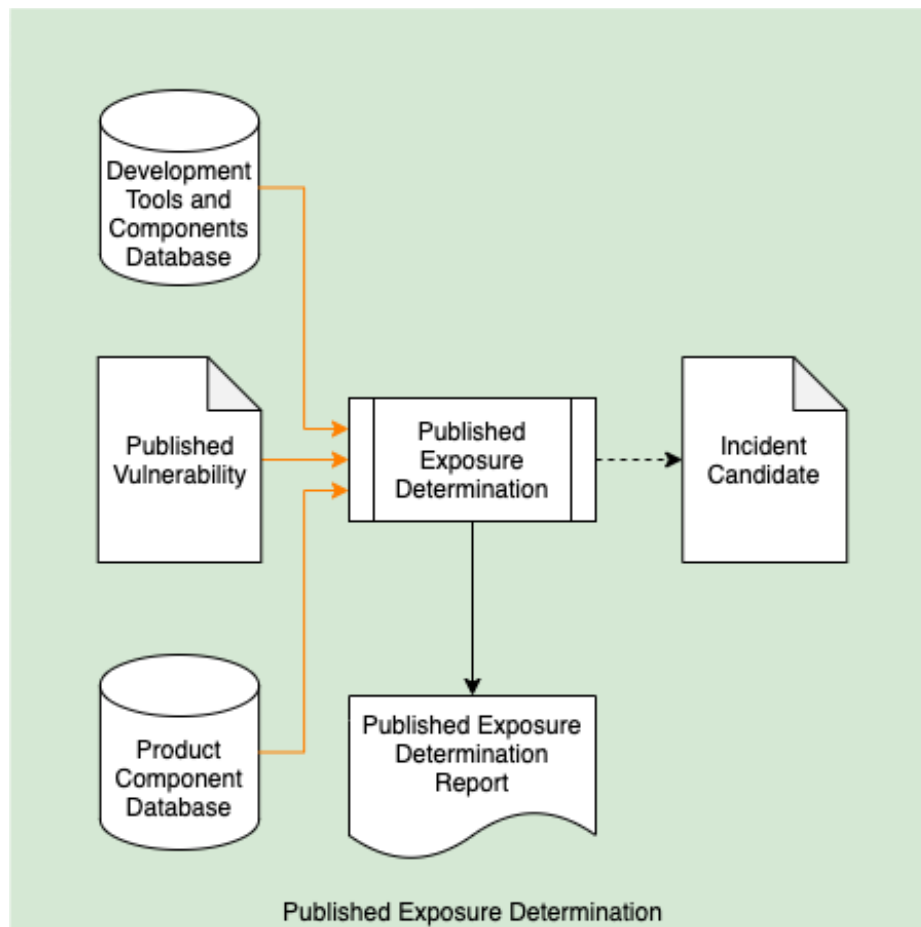 Development
Tools and
Components
Database
Published
Vulnerability
Published
Exposure
Determination
Incident
Candidate
Product
Component
Database
Published Exposure
Determination
Report
Published Exposure Determination